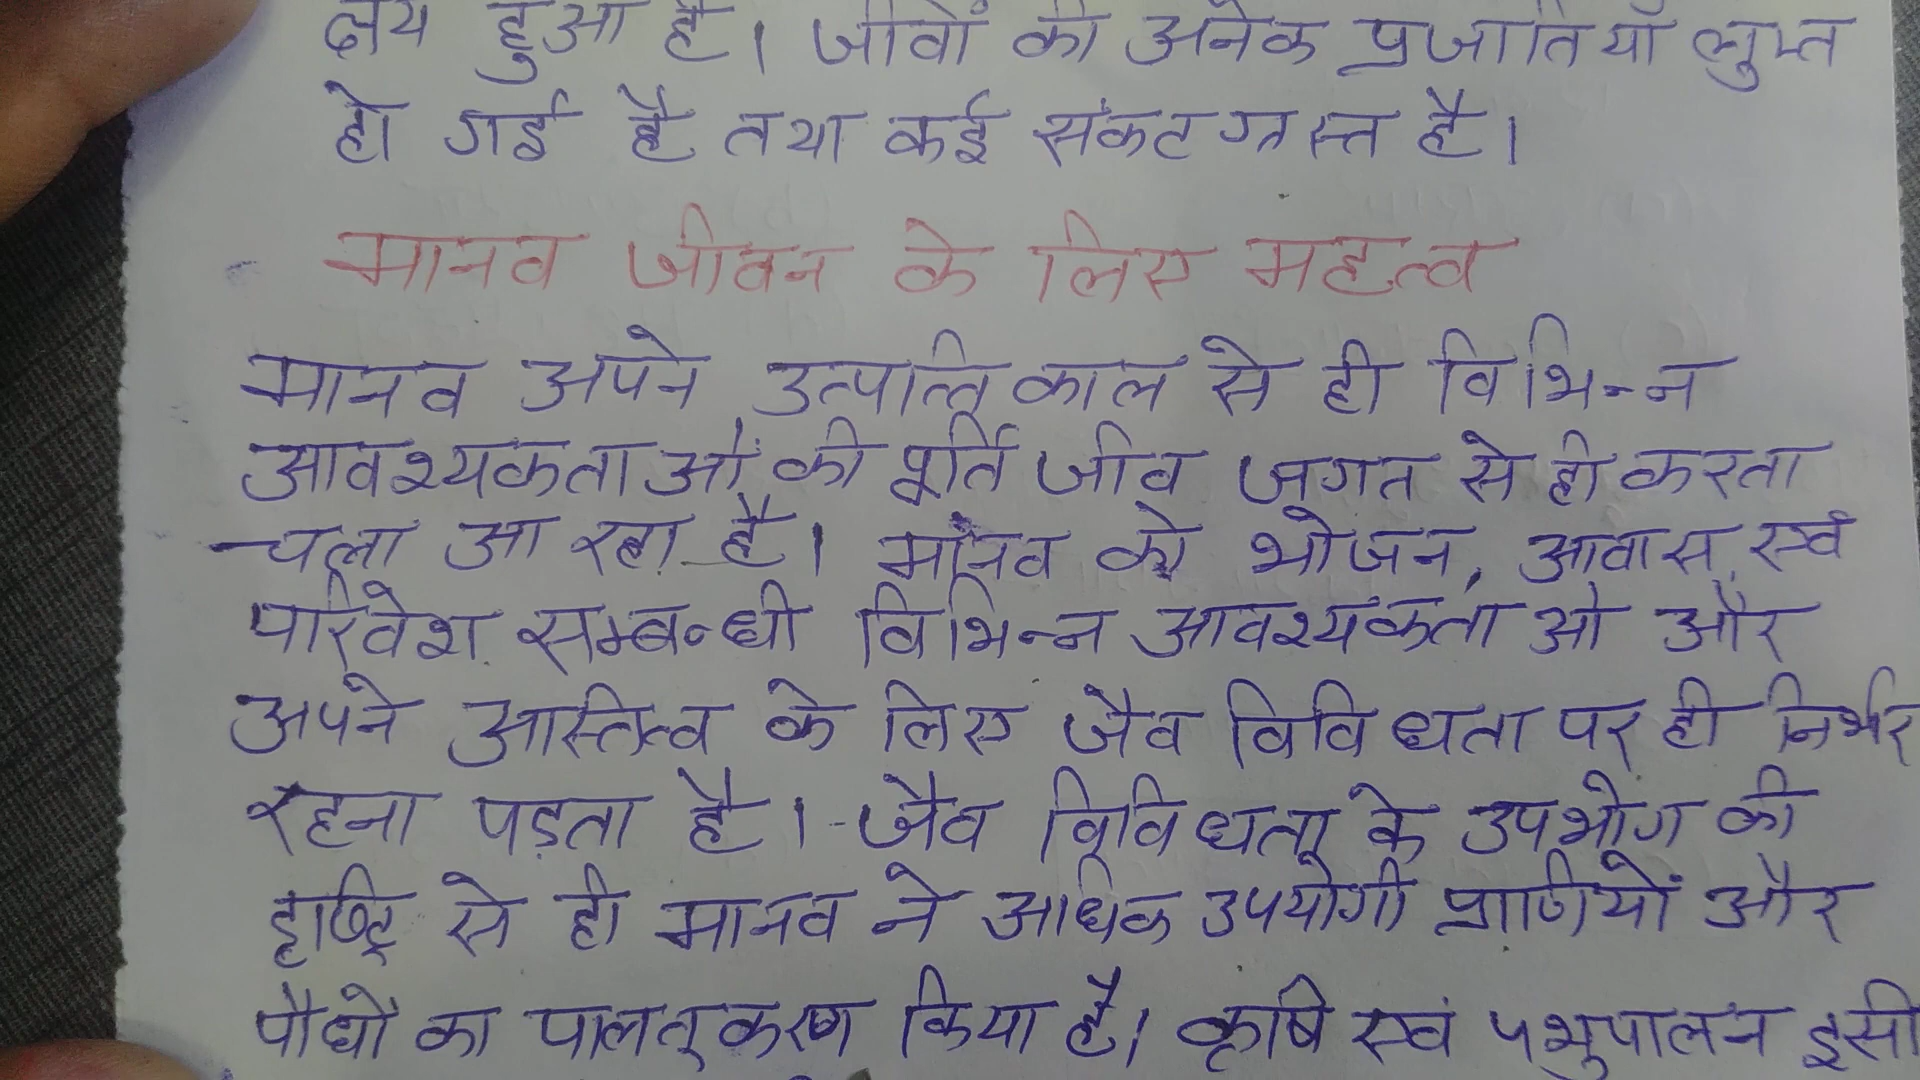 क्षय हुआ है। जीवों की अनेक प्रजातियाँ लुप्त
हो गई है तथा कई संकट ग्रस्त है।
मानव जीवन के लिए महत्व
मानव अपने उत्पत्ति काल से ही विभिन्न
आवश्यकताओं की पूर्ति जीव जगत से ही करता
चला आ रहा है। मानव को भोजन, आवास एवं
परिवेश सम्बन्धी विभिन्न आवश्यकताओ और
अपने अस्तित्व के लिए जैव विविधता पर ही निर्भर
रहना पड़ता है। जैव विविधता के उपभोग की
दृष्टि से ही मानव ने अधिक उपयोगी प्राणियों और
पौधों का पालतूकरण किया है। कृषि एवं पशुपालन इसी